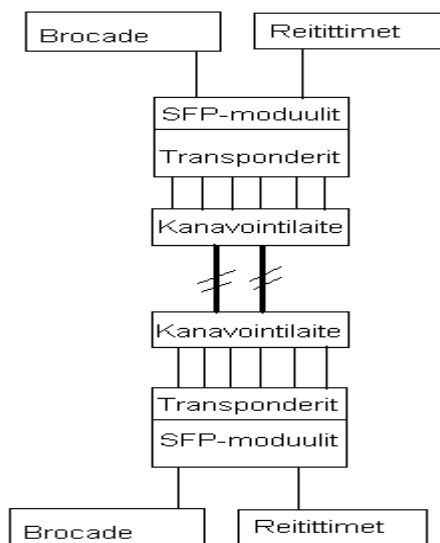 Brocade
Reitittimet
SFP-moduulit
Transponderit
Kanavointilaite
Kanavointilaite
Transponderit
SFP-moduulit
Brocade
Reitittimet